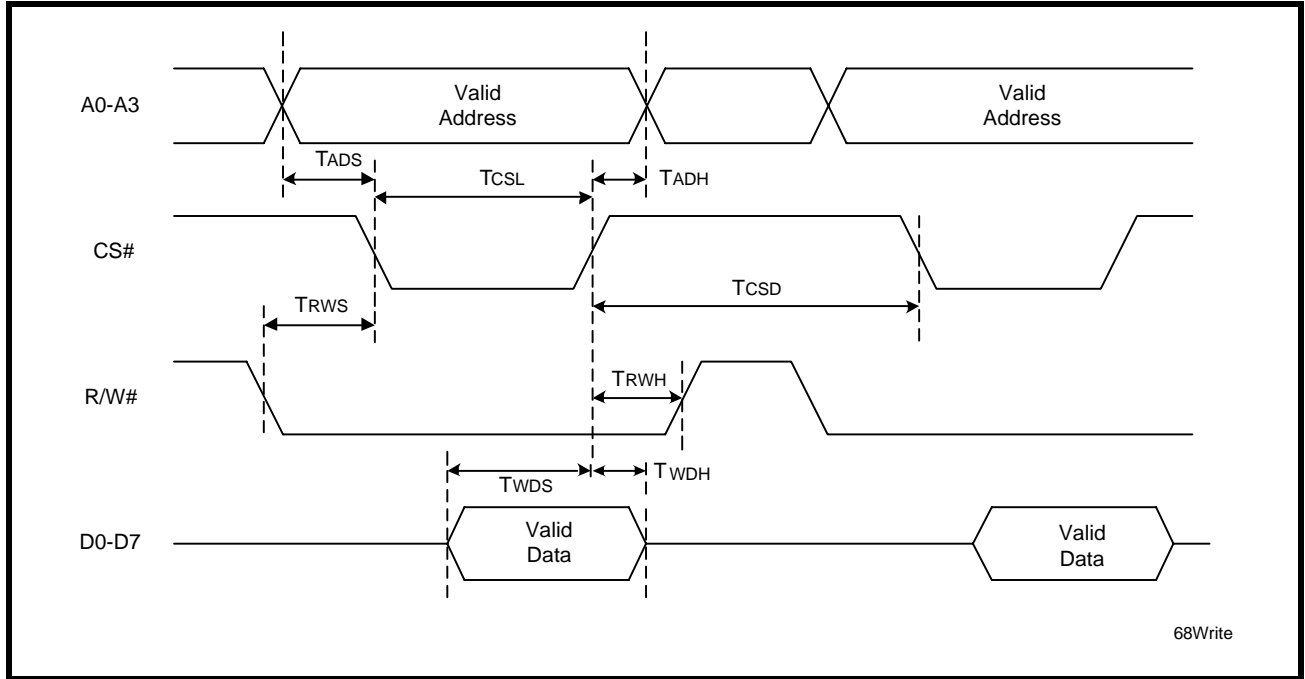 A0-A3
Valid
Address
Valid
Address
TADS
TCSL
TADH
CS#
TCSD
TRWS
R/W#
TRWH
TWDS
TWDH
D0-D7
Valid
Data
Valid
Data
68Write